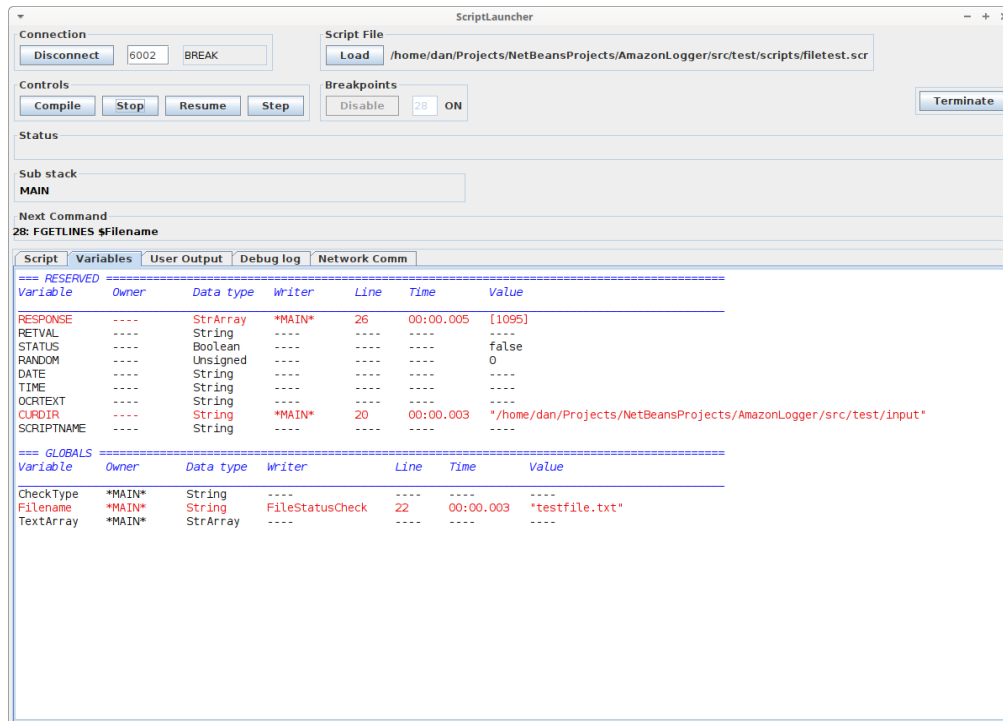 ScriptLauncher
Connection
Disconnect 6002 BREAK
Script File
Load /home/dan/Projects/NetBeansProjects/AmazonLogger/src/test/scripts/filetest.scr
Controls
Compile Stop Resume Step
Breakpoints
Disable 28 ON
Terminate
Status
Sub stack
MAIN
Next Command
28: FGETLINES $Filename
Script Variables User Output Debug log Network Comm
=== RESERVED ==========================================================================================
Variable Owner Data type Writer Line Time Value
RESPONSE ---- StrArray *MAIN* 26 00:00.005 [1095]
RETVAL ---- String ---- ---- ---- ----
STATUS ---- Boolean ---- ---- ---- false
RANDOM ---- Unsigned ---- ---- ---- 0
DATE ---- String ---- ---- ---- ----
TIME ---- String ---- ---- ---- ----
OCRTEXT ---- String ---- ---- ---- ----
CURDIR ---- String *MAIN* 20 00:00.003 "/home/dan/Projects/NetBeansProjects/AmazonLogger/src/test/input"
SCRIPTNAME ---- String ---- ---- ---- ----
=== GLOBALS ===========================================================================================
Variable Owner Data type Writer Line Time Value
CheckType *MAIN* String ---- ---- ---- ----
Filename *MAIN* String FileStatusCheck 22 00:00.003 "testfile.txt"
TextArray *MAIN* StrArray ---- ---- ---- ----